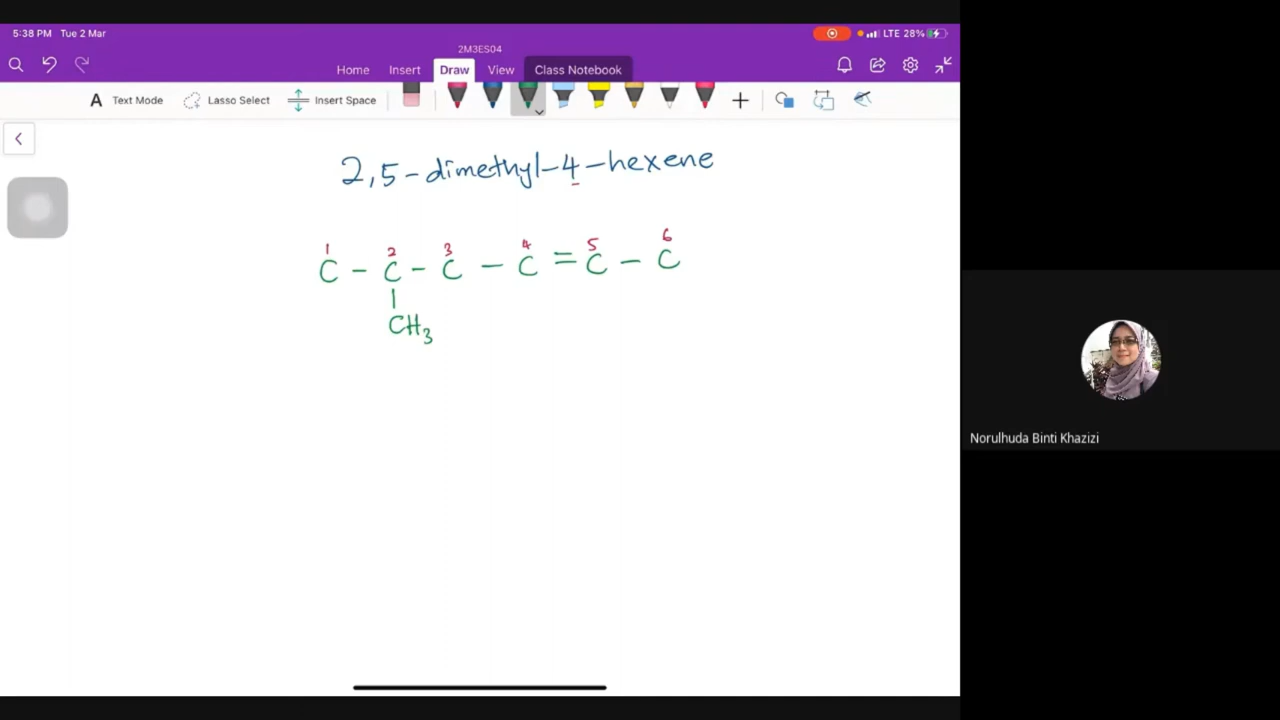 5:38 PM Tue 2 Mar
LTE 28%
2M3ES04
Home Insert Draw View Class Notebook
A Text Mode Lasso Select Insert Space
2,5-dimethyl-4-hexene
1 2 3 4 5 6
C - C - C - C = C - C
CH3
Norulhuda Binti Khazizi